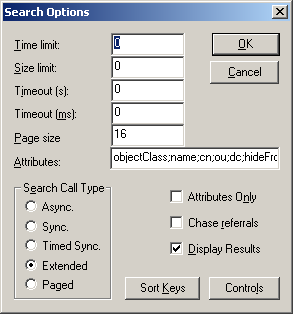 Search Options
Time limit: 0 OK
Size limit: 0 Cancel
Timeout (s): 0
Timeout (ms): 0
Page size 16
Attributes: objectClass;name;cn;ou;dc;hideFro
Search Call Type
Async.
Sync.
Timed Sync.
Extended
Paged
Attributes Only
Chase referrals
Display Results
Sort Keys Controls